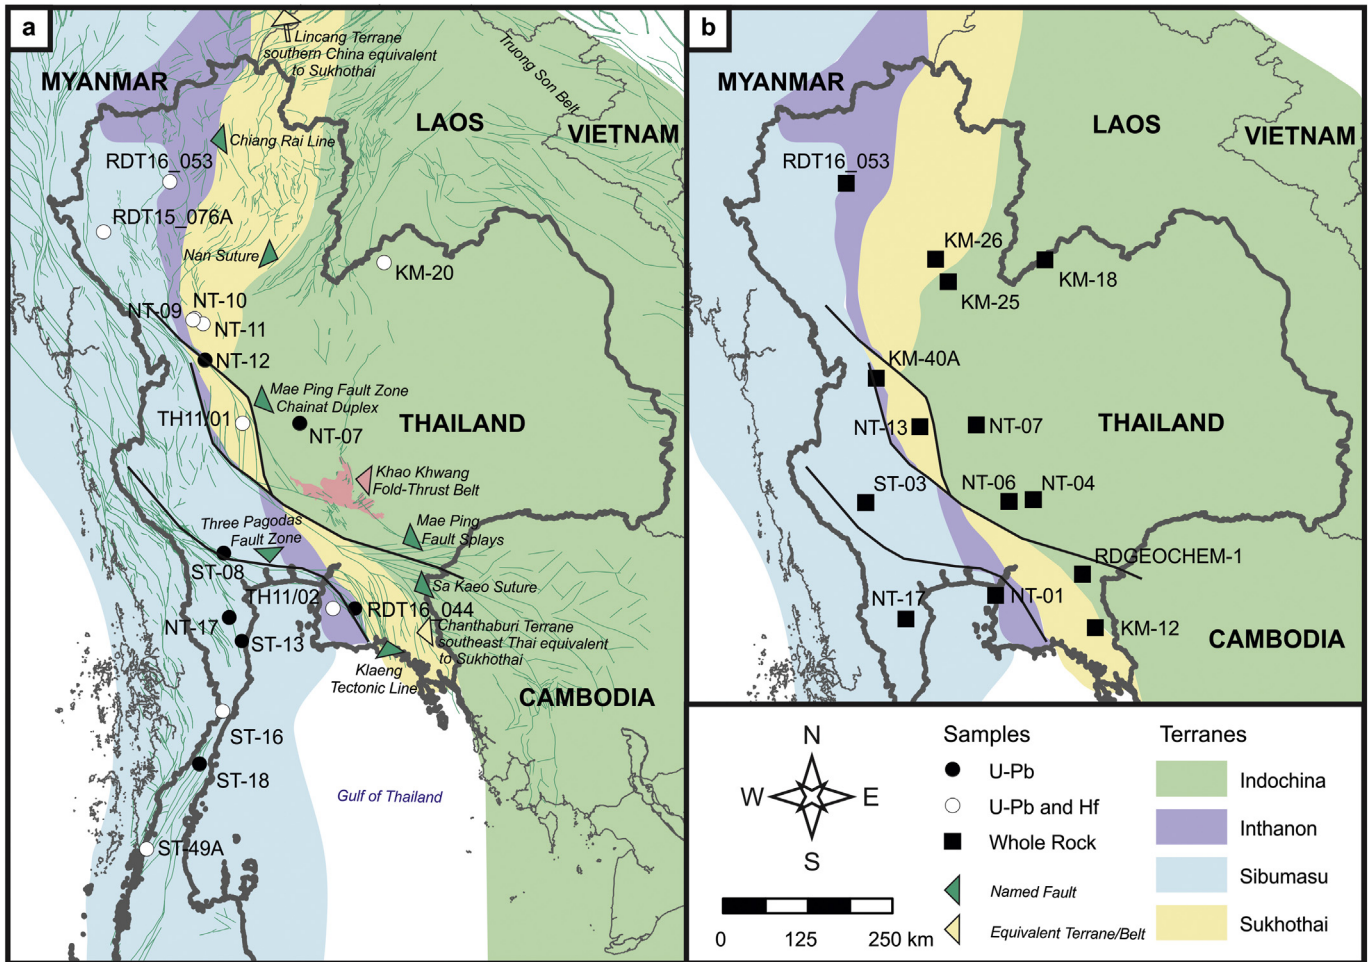 a
Lincang Terrane
southern China equivalent
to Sukhothai
Truong Son Belt
MYANMAR
LAOS
VIETNAM
Chiang Rai Line
RDT16_053
RDT15_076A
Nan Suture
KM-20
NT-10
NT-09
NT-11
NT-12
Mae Ping Fault Zone
Chainat Duplex
TH11/01
THAILAND
NT-07
Khao Khwang
Fold-Thrust Belt
Three Pagodas
Fault Zone
Mae Ping
Fault Splays
ST-08
Sa Kaeo Suture
TH11/02
RDT16_044
NT-17
Chanthaburi Terrane
southeast Thai equivalent
to Sukhothai
ST-13
Klaeng
Tectonic Line
CAMBODIA
ST-16
ST-18
Gulf of Thailand
ST-49A
b
MYANMAR
LAOS
VIETNAM
RDT16_053
KM-26
KM-18
KM-25
KM-40A
THAILAND
NT-13
NT-07
ST-03
NT-06
NT-04
RDGEOCHEM-1
NT-17
NT-01
KM-12
CAMBODIA
N
W
E
S
0
125
250 km
Samples
U-Pb
U-Pb and Hf
Whole Rock
Named Fault
Equivalent Terrane/Belt
Terranes
Indochina
Inthanon
Sibumasu
Sukhothai